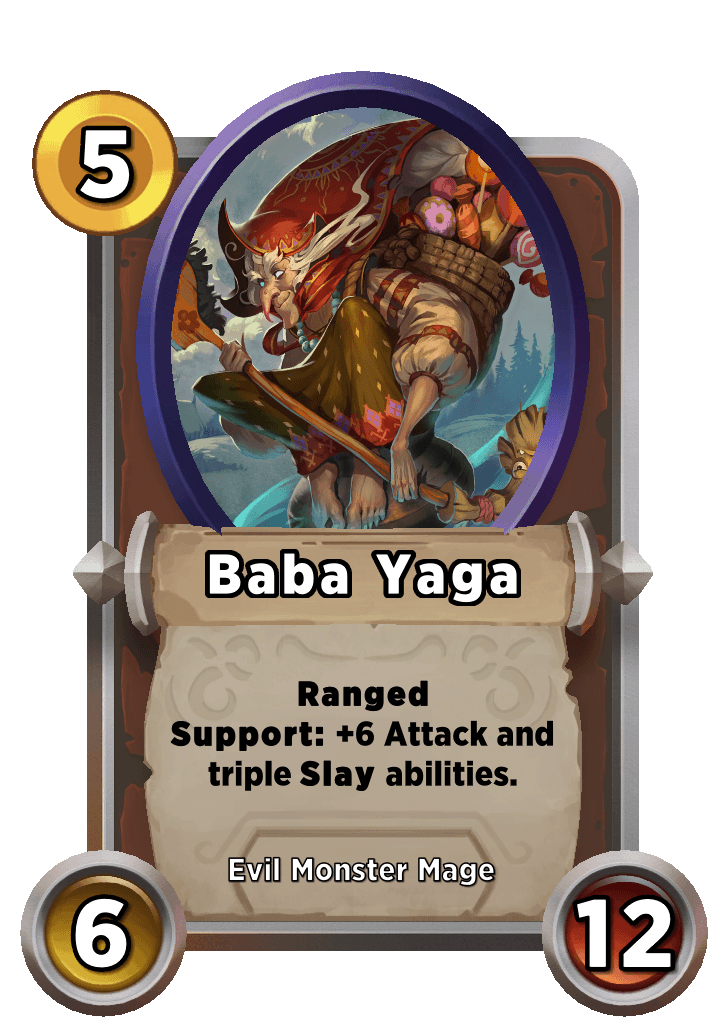 5
Baba Yaga
Ranged
Support: +6 Attack and
triple Slay abilities.
Evil Monster Mage
6
12